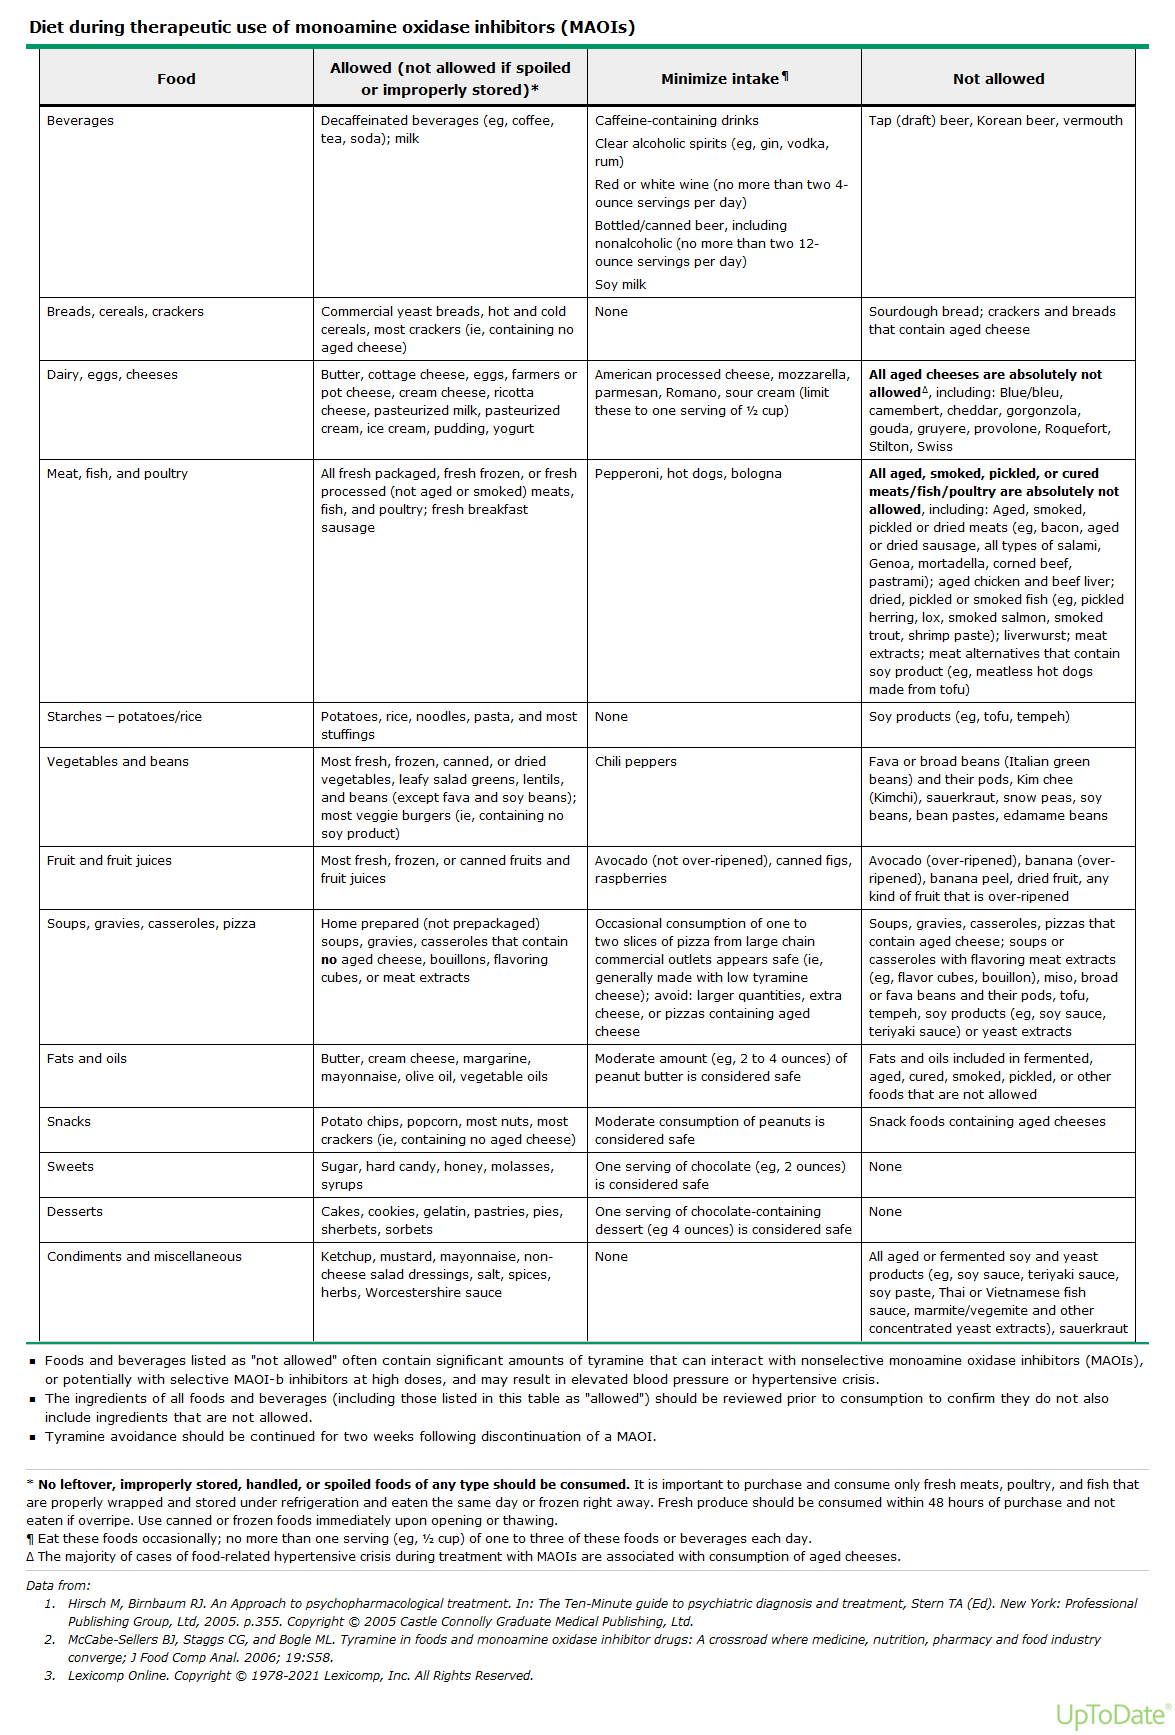 Diet during therapeutic use of monoamine oxidase inhibitors (MAOIs)
Food
Allowed (not allowed if spoiled
or improperly stored)*
Minimize intake¶
Not allowed
Beverages
Decaffeinated beverages (eg, coffee,
tea, soda); milk
Caffeine-containing drinks
Clear alcoholic spirits (eg, gin, vodka,
rum)
Red or white wine (no more than two 4-
ounce servings per day)
Bottled/canned beer, including
nonalcoholic (no more than two 12-
ounce servings per day)
Soy milk
Tap (draft) beer, Korean beer, vermouth
Breads, cereals, crackers
Commercial yeast breads, hot and cold
cereals, most crackers (ie, containing no
aged cheese)
None
Sourdough bread; crackers and breads
that contain aged cheese
Dairy, eggs, cheeses
Butter, cottage cheese, eggs, farmers or
pot cheese, cream cheese, ricotta
cheese, pasteurized milk, pasteurized
cream, ice cream, pudding, yogurt
American processed cheese, mozzarella,
parmesan, Romano, sour cream (limit
these to one serving of ½ cup)
All aged cheeses are absolutely not
allowedΔ, including: Blue/bleu,
camembert, cheddar, gorgonzola,
gouda, gruyere, provolone, Roquefort,
Stilton, Swiss
Meat, fish, and poultry
All fresh packaged, fresh frozen, or fresh
processed (not aged or smoked) meats,
fish, and poultry; fresh breakfast
sausage
Pepperoni, hot dogs, bologna
All aged, smoked, pickled, or cured
meats/fish/poultry are absolutely not
allowed, including: Aged, smoked,
pickled or dried meats (eg, bacon, aged
or dried sausage, all types of salami,
Genoa, mortadella, corned beef,
pastrami); aged chicken and beef liver;
dried, pickled or smoked fish (eg, pickled
herring, lox, smoked salmon, smoked
trout, shrimp paste); liverwurst; meat
extracts; meat alternatives that contain
soy product (eg, meatless hot dogs
made from tofu)
Starches – potatoes/rice
Potatoes, rice, noodles, pasta, and most
stuffings
None
Soy products (eg, tofu, tempeh)
Vegetables and beans
Most fresh, frozen, canned, or dried
vegetables, leafy salad greens, lentils,
and beans (except fava and soy beans);
most veggie burgers (ie, containing no
soy product)
Chili peppers
Fava or broad beans (Italian green
beans) and their pods, Kim chee
(Kimchi), sauerkraut, snow peas, soy
beans, bean pastes, edamame beans
Fruit and fruit juices
Most fresh, frozen, or canned fruits and
fruit juices
Avocado (not over-ripened), canned figs,
raspberries
Avocado (over-ripened), banana (over-
ripened), banana peel, dried fruit, any
kind of fruit that is over-ripened
Soups, gravies, casseroles, pizza
Home prepared (not prepackaged)
soups, gravies, casseroles that contain
no aged cheese, bouillons, flavoring
cubes, or meat extracts
Occasional consumption of one to
two slices of pizza from large chain
commercial outlets appears safe (ie,
generally made with low tyramine
cheese); avoid: larger quantities, extra
cheese, or pizzas containing aged
cheese
Soups, gravies, casseroles, pizzas that
contain aged cheese; soups or
casseroles with flavoring meat extracts
(eg, flavor cubes, bouillon), miso, broad
or fava beans and their pods, tofu,
tempeh, soy products (eg, soy sauce,
teriyaki sauce) or yeast extracts
Fats and oils
Butter, cream cheese, margarine,
mayonnaise, olive oil, vegetable oils
Moderate amount (eg, 2 to 4 ounces) of
peanut butter is considered safe
Fats and oils included in fermented,
aged, cured, smoked, pickled, or other
foods that are not allowed
Snacks
Potato chips, popcorn, most nuts, most
crackers (ie, containing no aged cheese)
Moderate consumption of peanuts is
considered safe
Snack foods containing aged cheeses
Sweets
Sugar, hard candy, honey, molasses,
syrups
One serving of chocolate (eg, 2 ounces)
is considered safe
None
Desserts
Cakes, cookies, gelatin, pastries, pies,
sherbets, sorbets
One serving of chocolate-containing
dessert (eg 4 ounces) is considered safe
None
Condiments and miscellaneous
Ketchup, mustard, mayonnaise, non-
cheese salad dressings, salt, spices,
herbs, Worcestershire sauce
None
All aged or fermented soy and yeast
products (eg, soy sauce, teriyaki sauce,
soy paste, Thai or Vietnamese fish
sauce, marmite/vegemite and other
concentrated yeast extracts), sauerkraut
▪ Foods and beverages listed as "not allowed" often contain significant amounts of tyramine that can interact with nonselective monoamine oxidase inhibitors (MAOIs),
or potentially with selective MAOI-b inhibitors at high doses, and may result in elevated blood pressure or hypertensive crisis.
▪ The ingredients of all foods and beverages (including those listed in this table as "allowed") should be reviewed prior to consumption to confirm they do not also
include ingredients that are not allowed.
▪ Tyramine avoidance should be continued for two weeks following discontinuation of a MAOI.
* No leftover, improperly stored, handled, or spoiled foods of any type should be consumed. It is important to purchase and consume only fresh meats, poultry, and fish that
are properly wrapped and stored under refrigeration and eaten the same day or frozen right away. Fresh produce should be consumed within 48 hours of purchase and not
eaten if overripe. Use canned or frozen foods immediately upon opening or thawing.
¶ Eat these foods occasionally; no more than one serving (eg, ½ cup) of one to three of these foods or beverages each day.
Δ The majority of cases of food-related hypertensive crisis during treatment with MAOIs are associated with consumption of aged cheeses.
Data from:
1. Hirsch M, Birnbaum RJ. An Approach to psychopharmacological treatment. In: The Ten-Minute guide to psychiatric diagnosis and treatment, Stern TA (Ed). New York: Professional
Publishing Group, Ltd, 2005. p.355. Copyright © 2005 Castle Connolly Graduate Medical Publishing, Ltd.
2. McCabe-Sellers BJ, Staggs CG, and Bogle ML. Tyramine in foods and monoamine oxidase inhibitor drugs: A crossroad where medicine, nutrition, pharmacy and food industry
converge; J Food Comp Anal. 2006; 19:S58.
3. Lexicomp Online. Copyright © 1978-2021 Lexicomp, Inc. All Rights Reserved.
UpToDate®